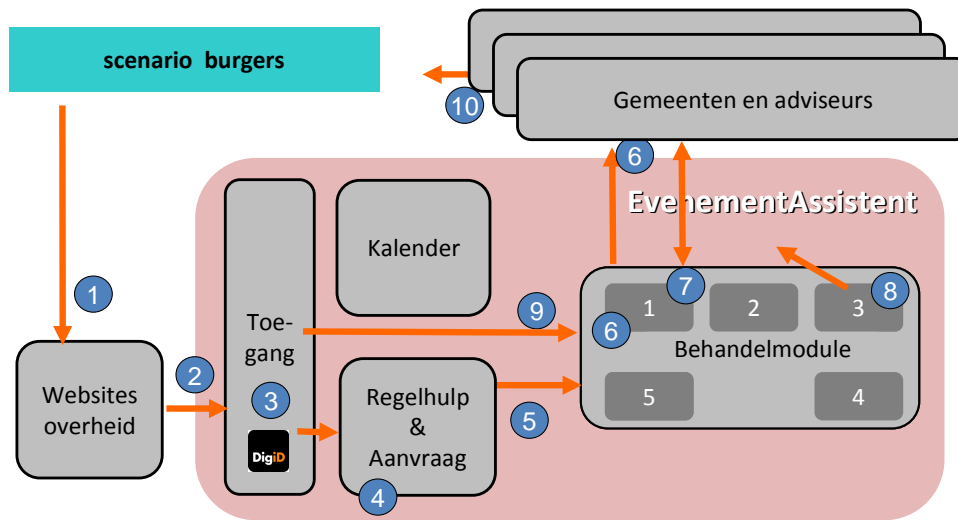 scenario burgers
10
Gemeenten en adviseurs
6
EvenementAssistent
Kalender
1
Toe-
gang
9
7
8
6
1
2
3
Behandelmodule
5
4
Websites
overheid
2
3
DigiD
Regelhulp
&
Aanvraag
4
5